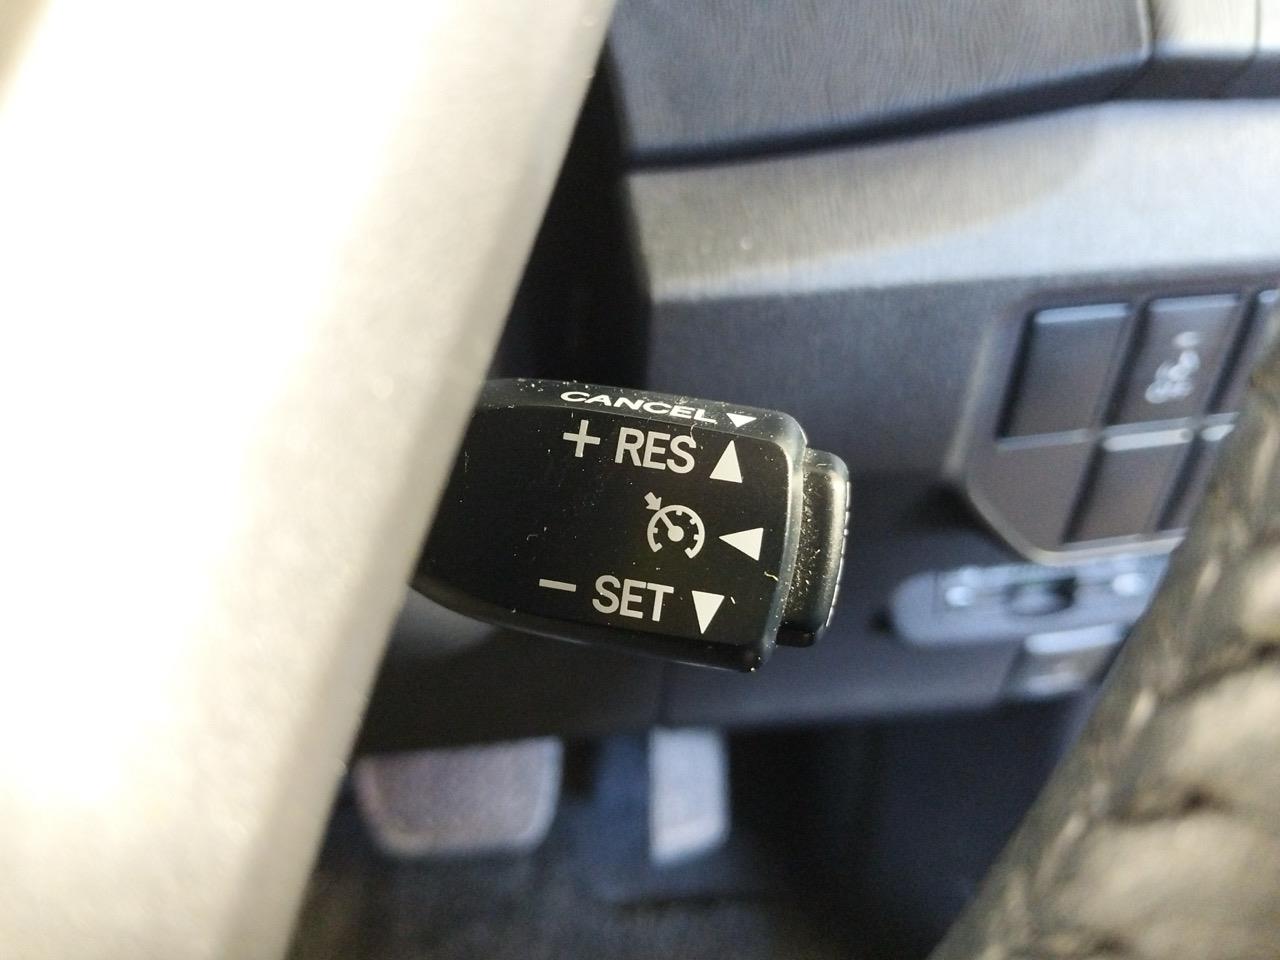 CANCEL ▼
+ RES ▲
◀
− SET ▼